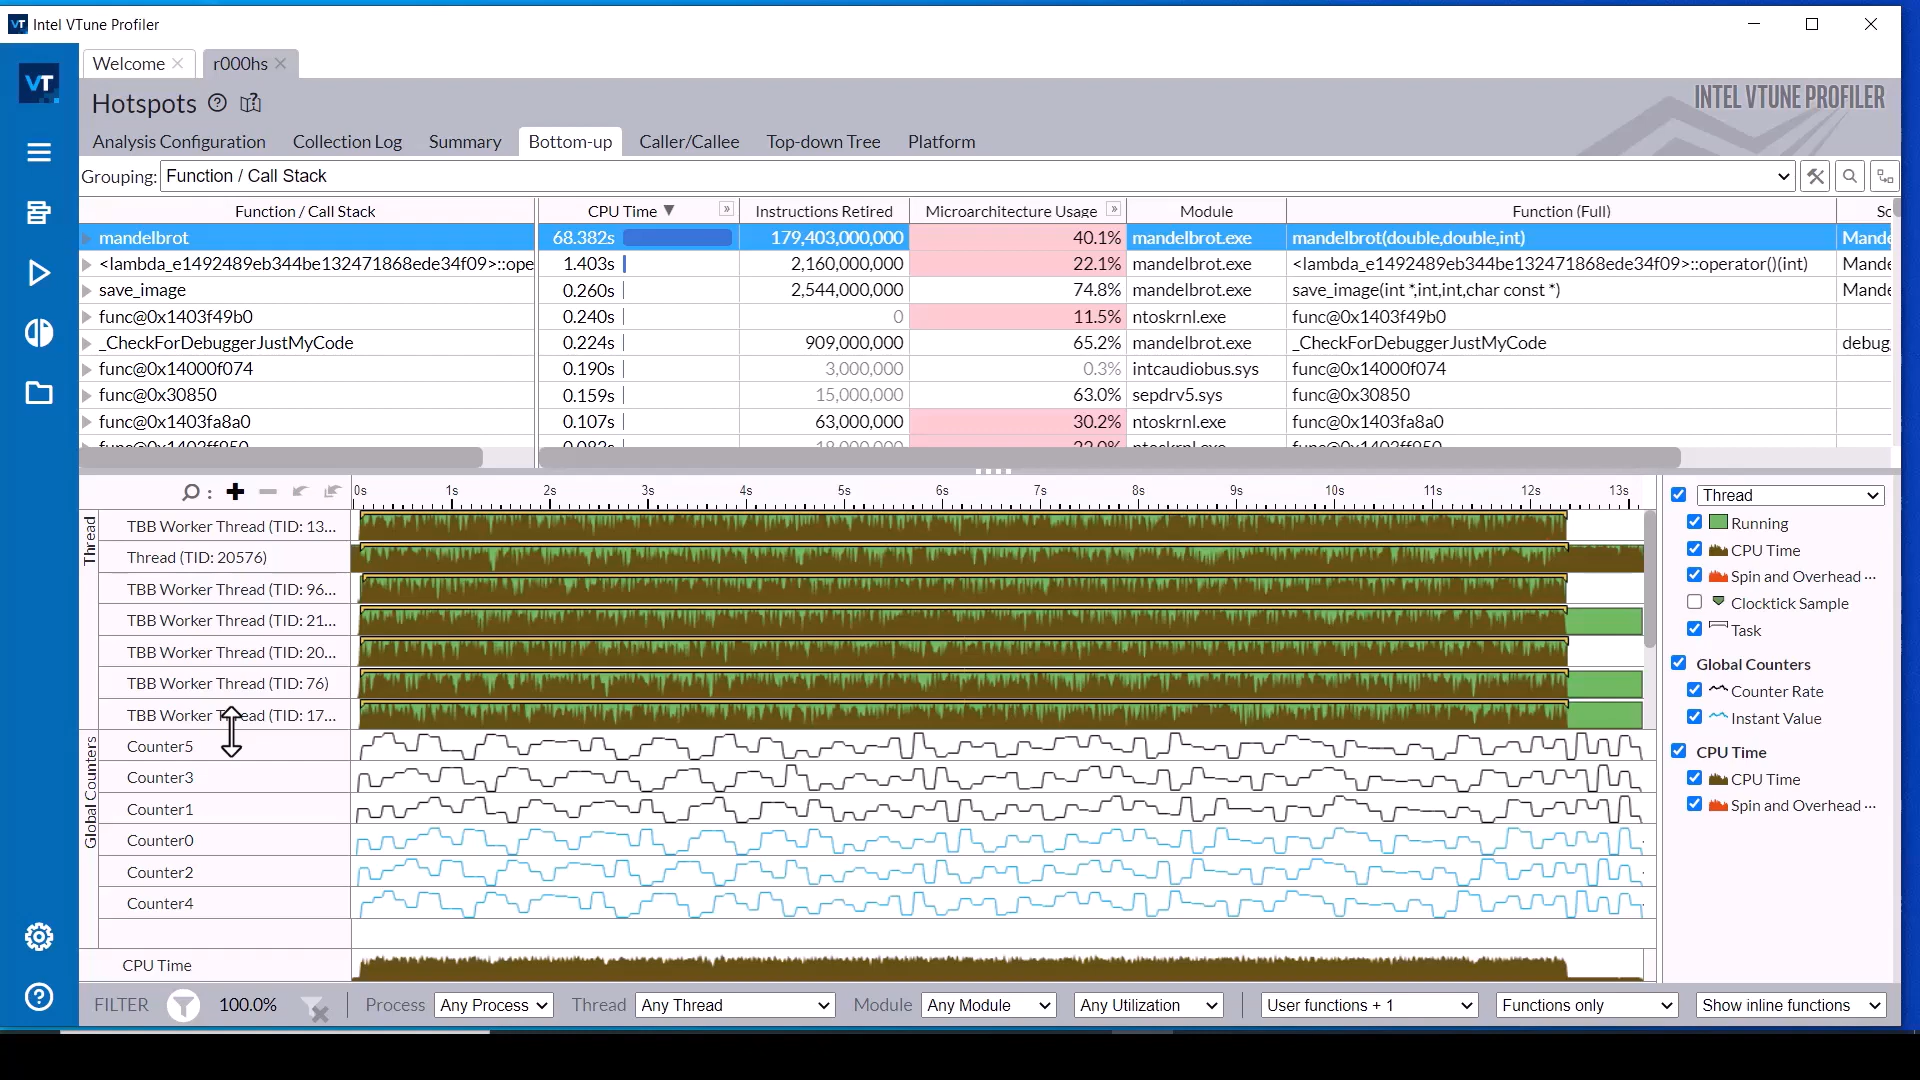 VT Intel VTune Profiler
Welcome r000hs
VT
Hotspots
INTEL VTUNE PROFILER
Analysis Configuration Collection Log Summary Bottom-up Caller/Callee Top-down Tree Platform
Grouping: Function / Call Stack
Function / Call Stack CPU Time Instructions Retired Microarchitecture Usage Module Function (Full) Sc
mandelbrot 68.382s 179,403,000,000 40.1% mandelbrot.exe mandelbrot(double,double,int) Mande
<lambda_e1492489eb344be132471868ede34f09>::ope 1.403s 2,160,000,000 22.1% mandelbrot.exe <lambda_e1492489eb344be132471868ede34f09>::operator()(int) Mande
save_image 0.260s 2,544,000,000 74.8% mandelbrot.exe save_image(int *,int,int,char const *) Mande
func@0x1403f49b0 0.240s 0 11.5% ntoskrnl.exe func@0x1403f49b0
_CheckForDebuggerJustMyCode 0.224s 909,000,000 65.2% mandelbrot.exe _CheckForDebuggerJustMyCode debug
func@0x14000f074 0.190s 3,000,000 0.3% intcaudiobus.sys func@0x14000f074
func@0x30850 0.159s 15,000,000 63.0% sepdrv5.sys func@0x30850
func@0x1403fa8a0 0.107s 63,000,000 30.2% ntoskrnl.exe func@0x1403fa8a0
0s 1s 2s 3s 4s 5s 6s 7s 8s 9s 10s 11s 12s 13s
Thread
TBB Worker Thread (TID: 13...
Thread (TID: 20576)
TBB Worker Thread (TID: 96...
TBB Worker Thread (TID: 21...
TBB Worker Thread (TID: 20...
TBB Worker Thread (TID: 76)
TBB Worker Thread (TID: 17...
Global Counters
Counter5
Counter3
Counter1
Counter0
Counter2
Counter4
CPU Time
Thread
Running
CPU Time
Spin and Overhead ...
Clocktick Sample
Task
Global Counters
Counter Rate
Instant Value
CPU Time
CPU Time
Spin and Overhead ...
FILTER 100.0% Process Any Process Thread Any Thread Module Any Module Any Utilization User functions + 1 Functions only Show inline functions